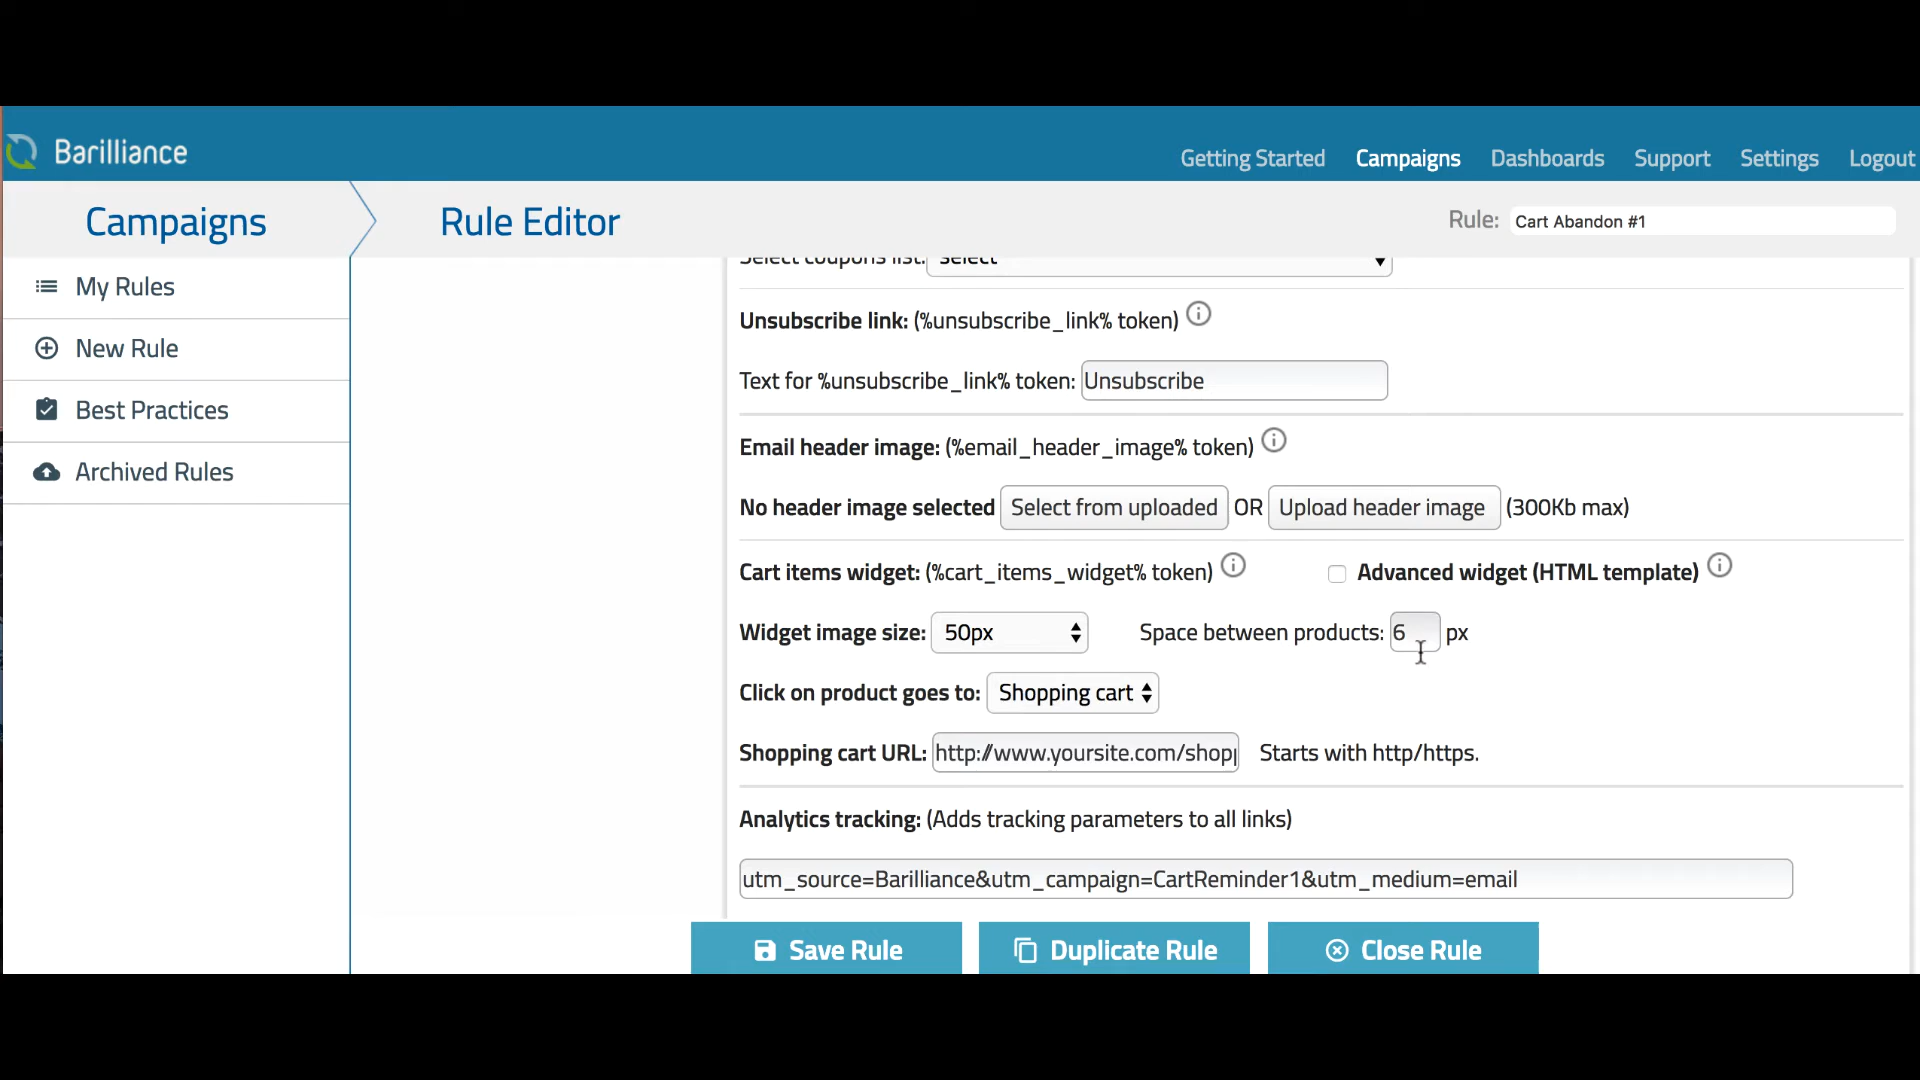 Barilliance
Getting Started Campaigns Dashboards Support Settings Logout
Campaigns Rule Editor Rule: Cart Abandon #1
My Rules
New Rule
Best Practices
Archived Rules
Select coupons list: select
Unsubscribe link: (%unsubscribe_link% token)
Text for %unsubscribe_link% token: Unsubscribe
Email header image: (%email_header_image% token)
No header image selected Select from uploaded OR Upload header image (300Kb max)
Cart items widget: (%cart_items_widget% token) Advanced widget (HTML template)
Widget image size: 50px Space between products: 6 px
Click on product goes to: Shopping cart
Shopping cart URL: http://www.yoursite.com/shopp Starts with http/https.
Analytics tracking: (Adds tracking parameters to all links)
utm_source=Barilliance&utm_campaign=CartReminder1&utm_medium=email
Save Rule Duplicate Rule Close Rule